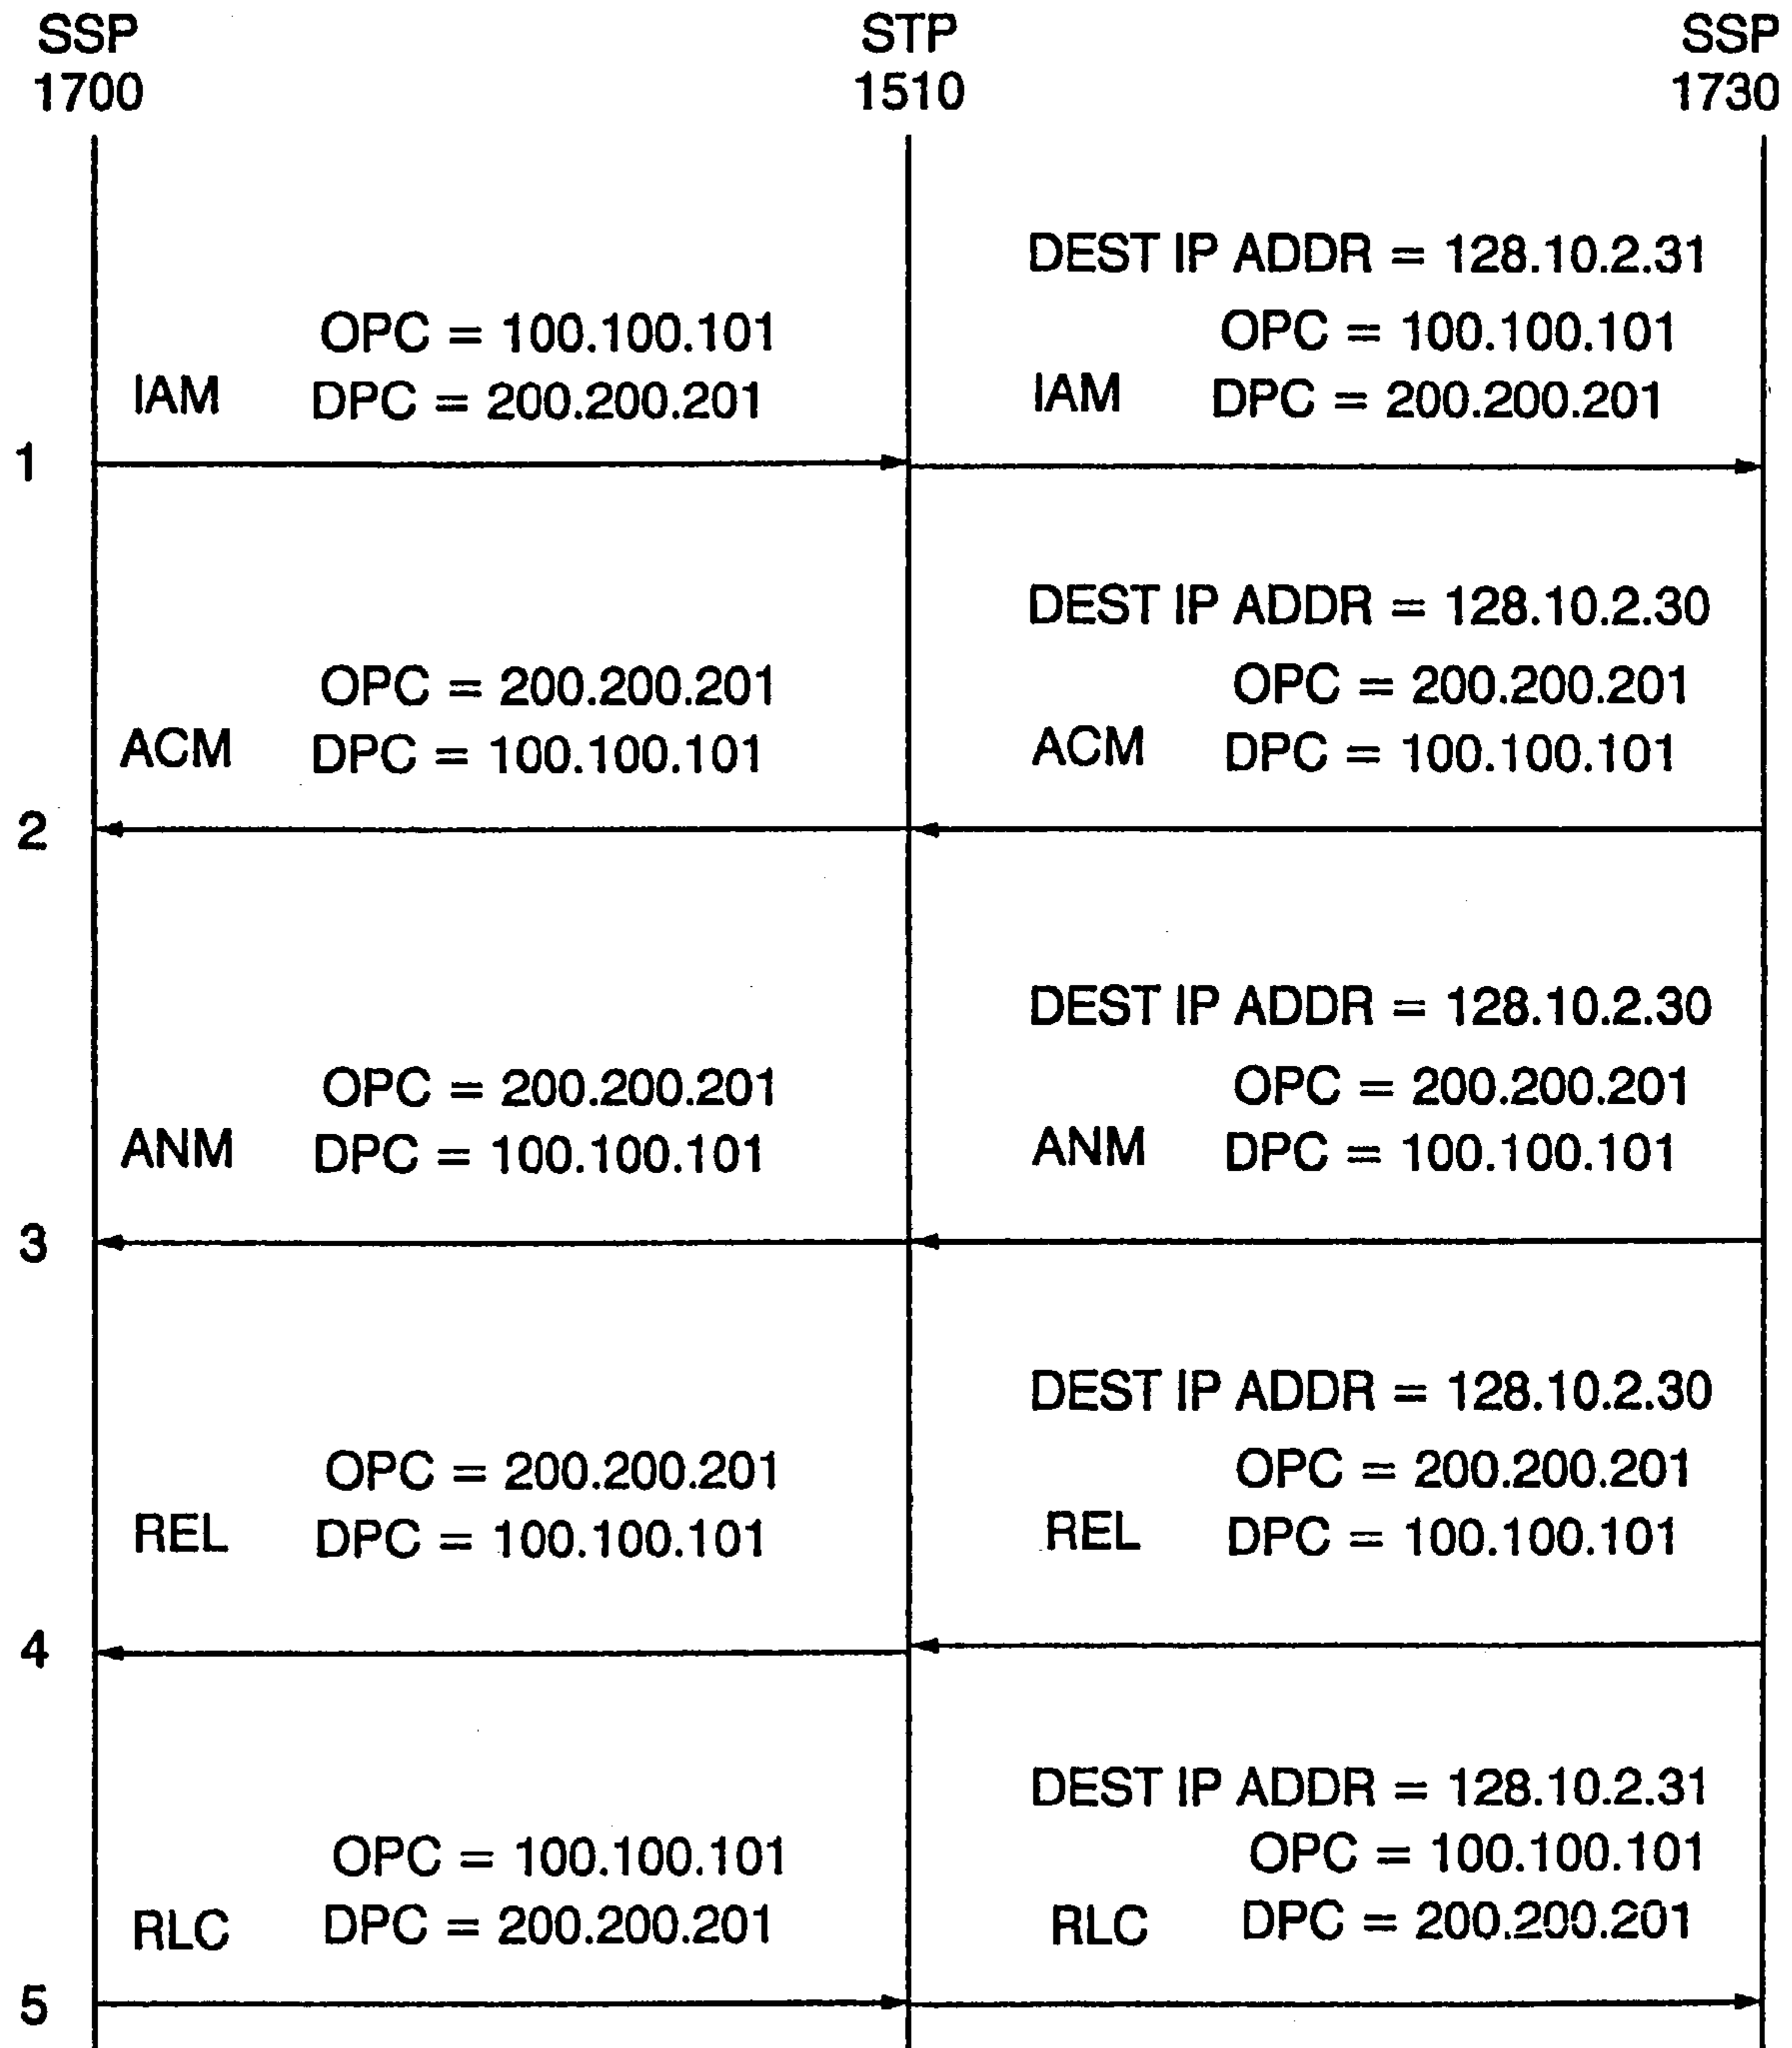 SSP STP SSP
1700 1510 1730
DEST IP ADDR = 128.10.2.31
OPC = 100.100.101 OPC = 100.100.101
IAM DPC = 200.200.201 IAM DPC = 200.200.201
1
DEST IP ADDR = 128.10.2.30
OPC = 200.200.201 OPC = 200.200.201
ACM DPC = 100.100.101 ACM DPC = 100.100.101
2
DEST IP ADDR = 128.10.2.30
OPC = 200.200.201 OPC = 200.200.201
ANM DPC = 100.100.101 ANM DPC = 100.100.101
3
DEST IP ADDR = 128.10.2.30
OPC = 200.200.201 OPC = 200.200.201
REL DPC = 100.100.101 REL DPC = 100.100.101
4
DEST IP ADDR = 128.10.2.31
OPC = 100.100.101 OPC = 100.100.101
RLC DPC = 200.200.201 RLC DPC = 200.200.201
5